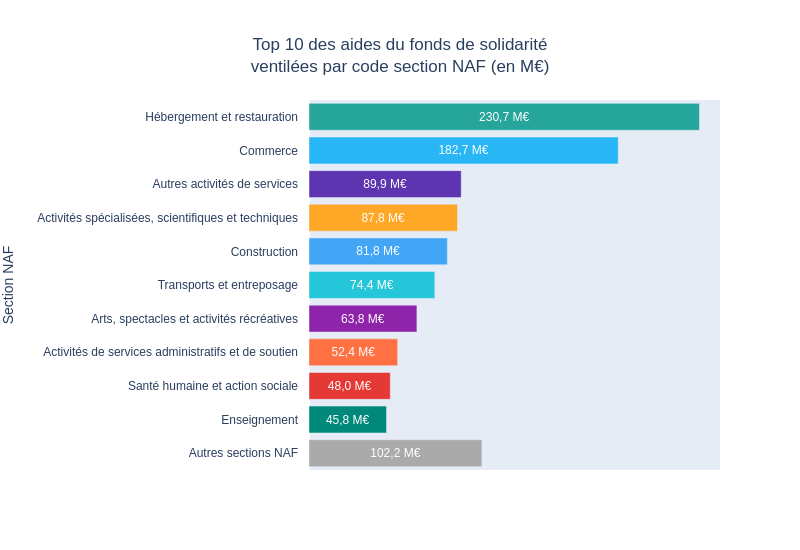 Top 10 des aides du fonds de solidarité
ventilées par code section NAF (en M€)
Section NAF
Hébergement et restauration 230,7 M€
Commerce 182,7 M€
Autres activités de services 89,9 M€
Activités spécialisées, scientifiques et techniques 87,8 M€
Construction 81,8 M€
Transports et entreposage 74,4 M€
Arts, spectacles et activités récréatives 63,8 M€
Activités de services administratifs et de soutien 52,4 M€
Santé humaine et action sociale 48,0 M€
Enseignement 45,8 M€
Autres sections NAF 102,2 M€